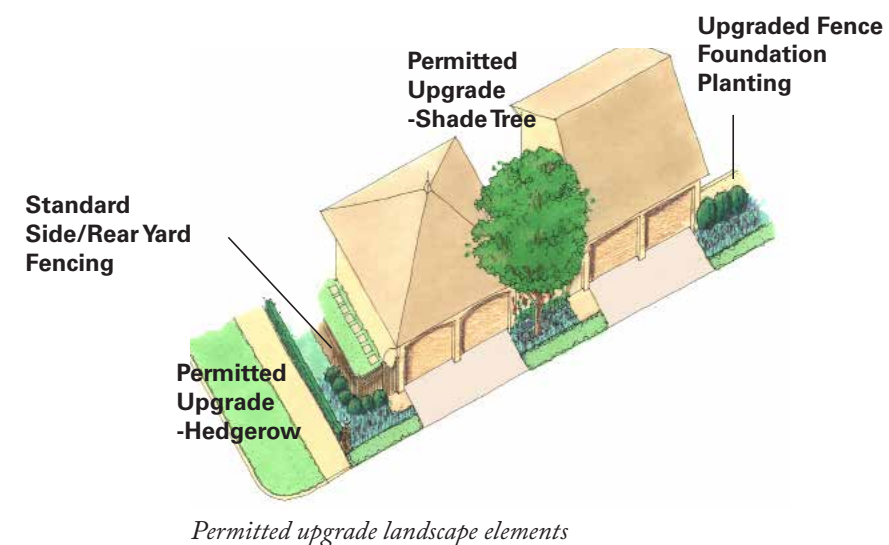 Upgraded Fence
Foundation
Planting
Permitted
Upgrade
-Shade Tree
Standard
Side/Rear Yard
Fencing
Permitted
Upgrade
-Hedgerow
Permitted upgrade landscape elements